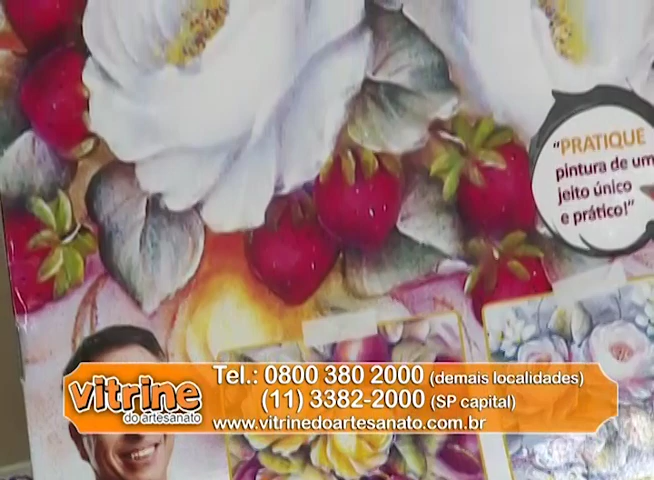 "PRATIQUE
pintura de um
jeito único
e prático!"
vitrine
do artesanato
Tel.: 0800 380 2000 (demais localidades)
(11) 3382-2000 (SP capital)
www.vitrinedoartesanato.com.br